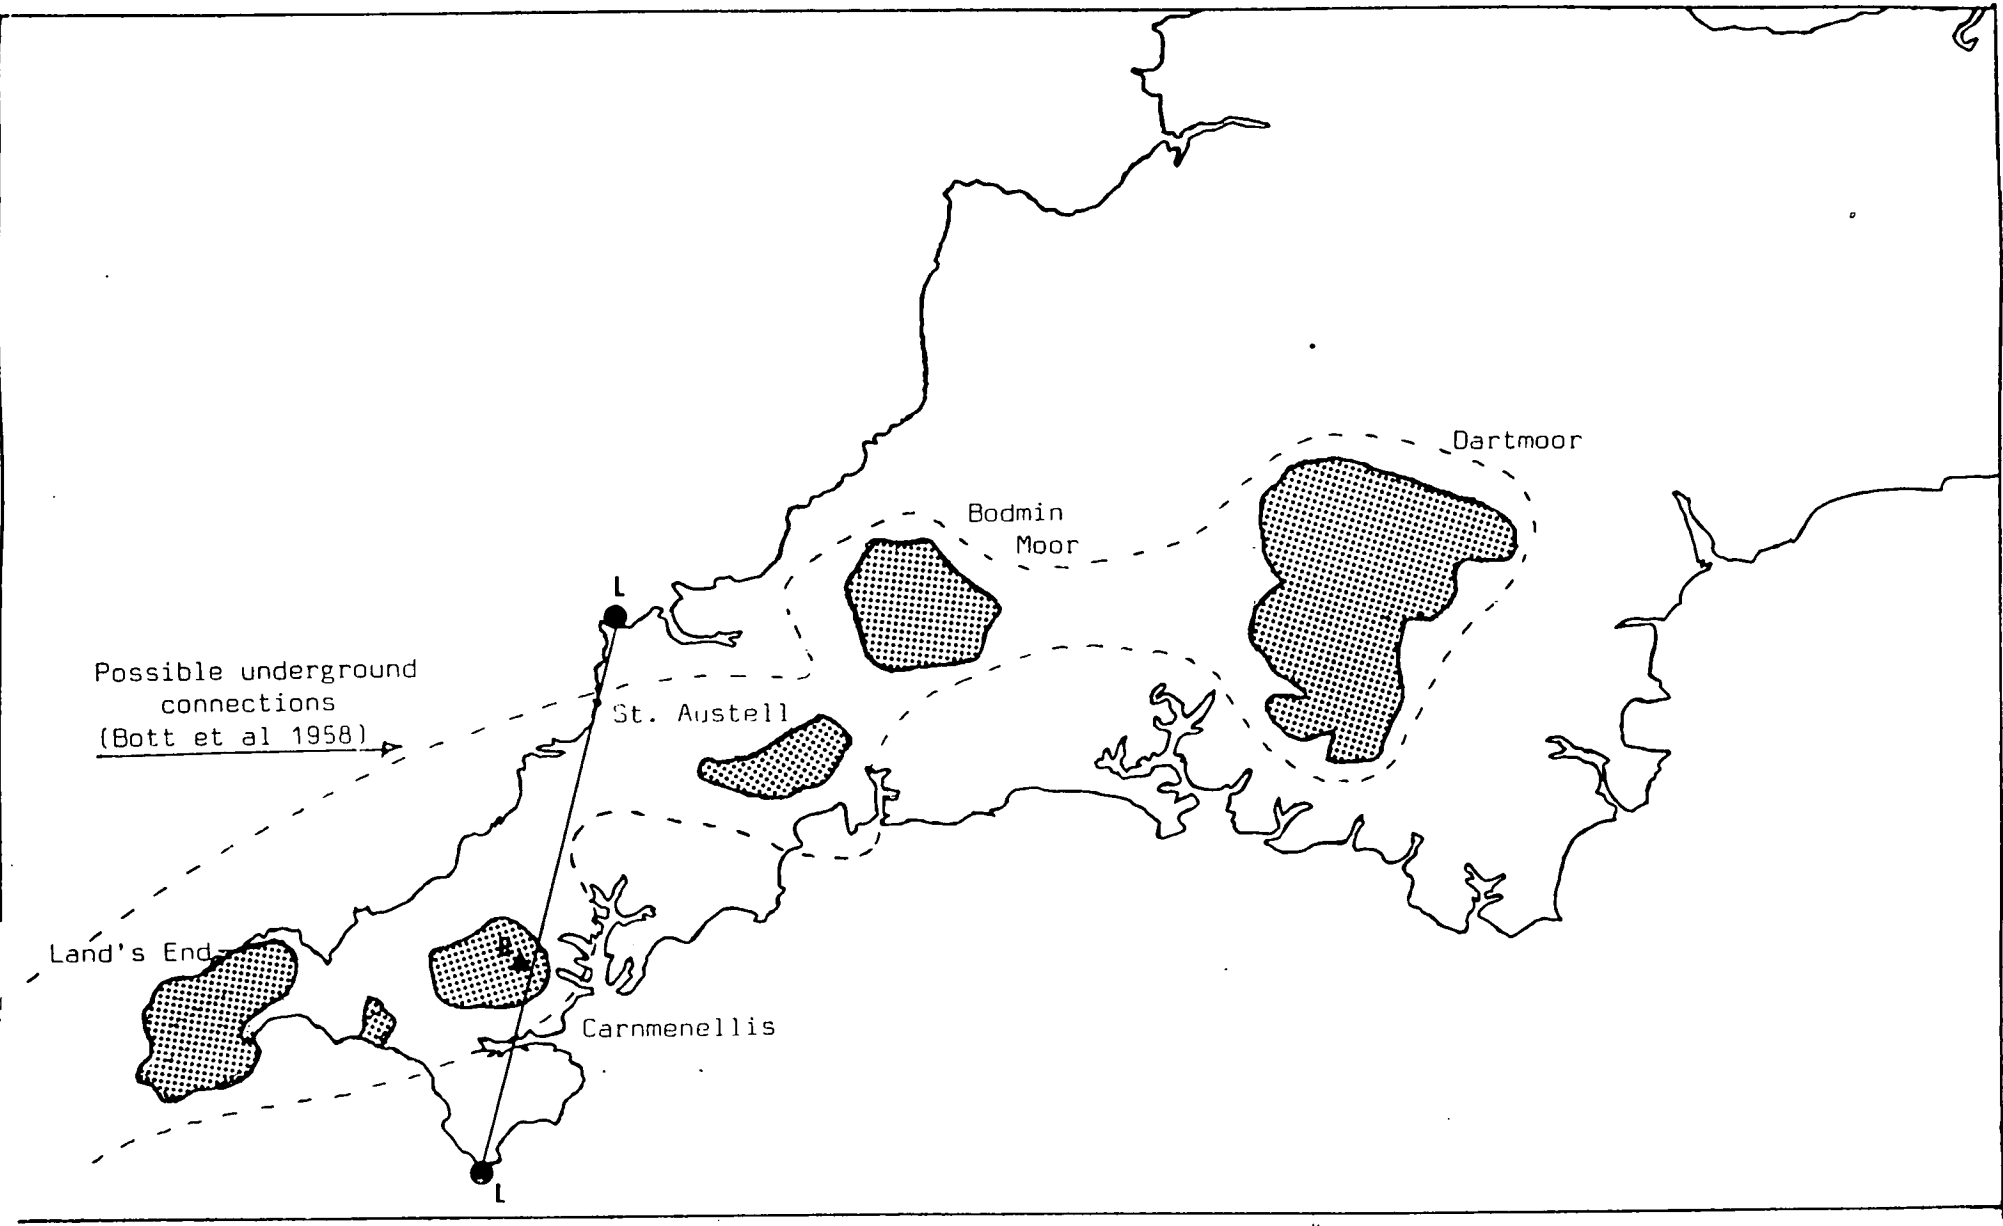 Dartmoor
Bodmin
Moor
L
Possible underground
connections
(Bott et al 1958)
St. Austell
Land's End
Carnmenellis
L